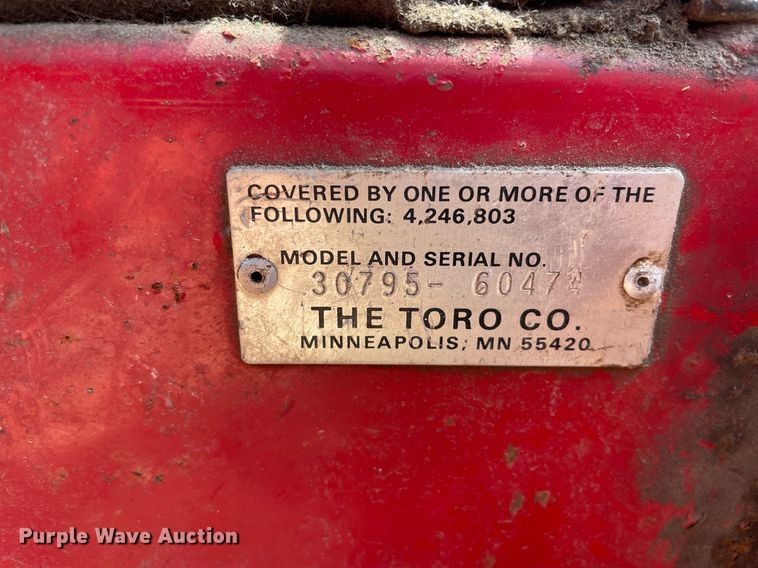 COVERED BY ONE OR MORE OF THE
FOLLOWING: 4,246,803
MODEL AND SERIAL NO.
30795-
THE TORO CO.
MINNEAPOLIS, MN 55420
Purple Wave Auction